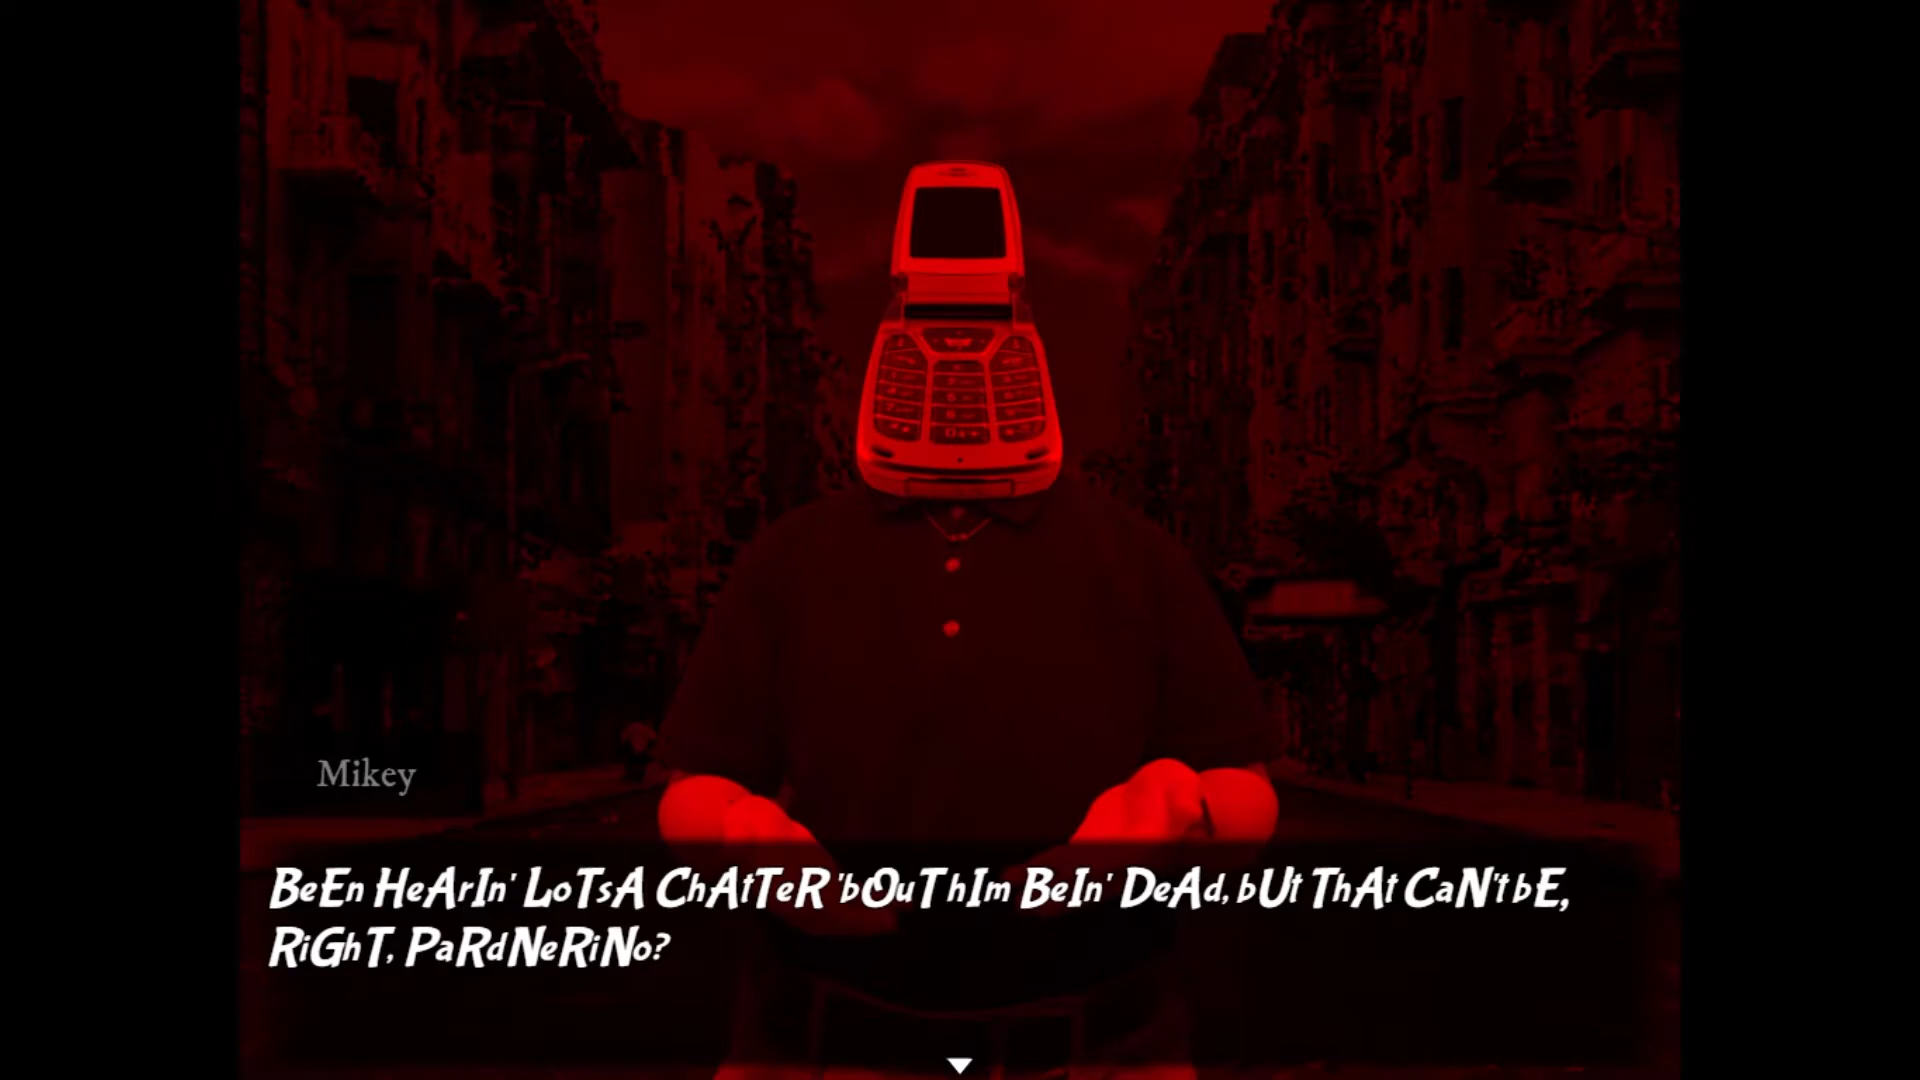 Mikey
BeEn HeArIn' LoTsA ChAtTeR 'bOuT hIm BeIn' DeAd, bUt ThAt CaN't bE,
RiGhT, PaRdNeRiNo?